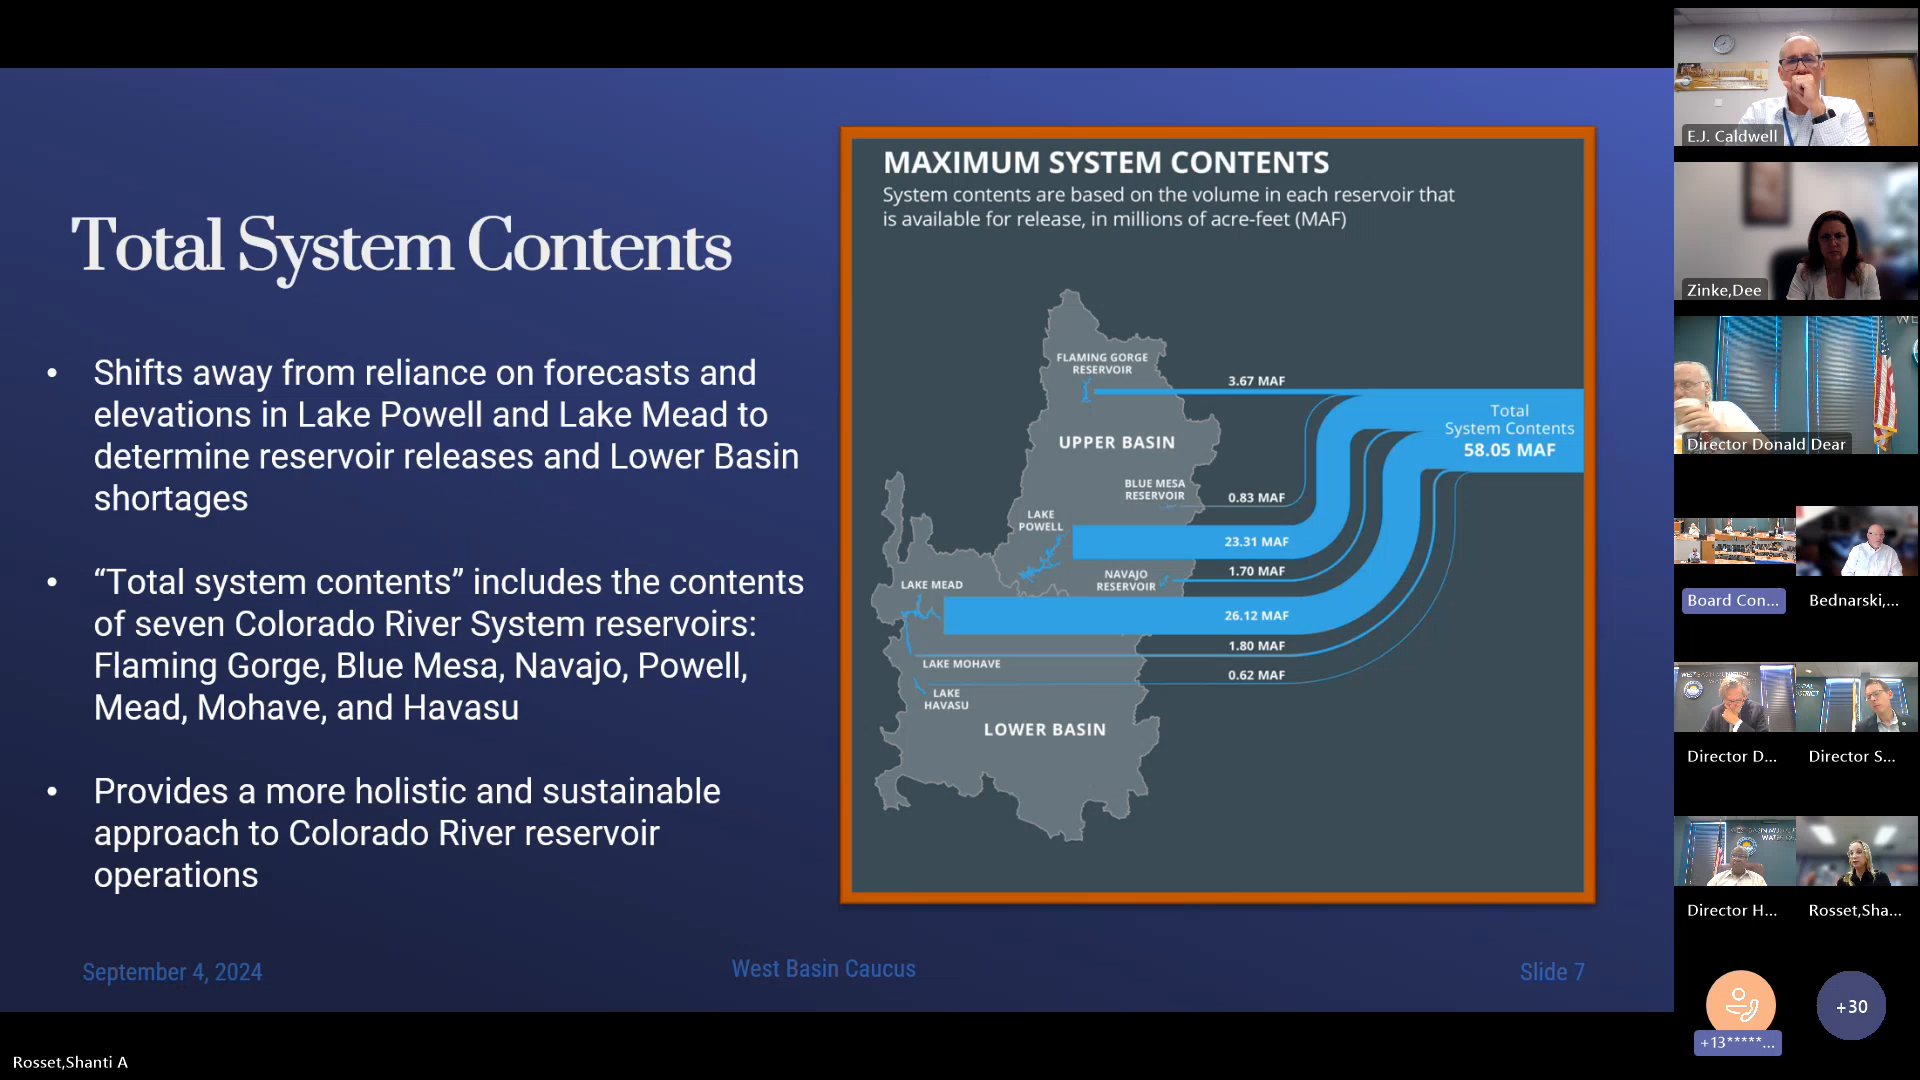 Total System Contents
• Shifts away from reliance on forecasts and
elevations in Lake Powell and Lake Mead to
determine reservoir releases and Lower Basin
shortages
• “Total system contents” includes the contents
of seven Colorado River System reservoirs:
Flaming Gorge, Blue Mesa, Navajo, Powell,
Mead, Mohave, and Havasu
• Provides a more holistic and sustainable
approach to Colorado River reservoir
operations
MAXIMUM SYSTEM CONTENTS
System contents are based on the volume in each reservoir that
is available for release, in millions of acre-feet (MAF)
FLAMING GORGE
RESERVOIR
3.67 MAF
Total
System Contents
58.05 MAF
UPPER BASIN
BLUE MESA
RESERVOIR
0.83 MAF
LAKE
POWELL
23.31 MAF
NAVAJO
RESERVOIR
1.70 MAF
LAKE MEAD
26.12 MAF
1.80 MAF
LAKE MOHAVE
0.62 MAF
LAKE
HAVASU
LOWER BASIN
September 4, 2024
West Basin Caucus
Slide 7
E.J. Caldwell
Zinke,Dee
Director Donald Dear
Board Con...
Bednarski,...
Director D...
Director S...
Director H...
Rosset,Sha...
+13*****...
+30
Rosset,Shanti A